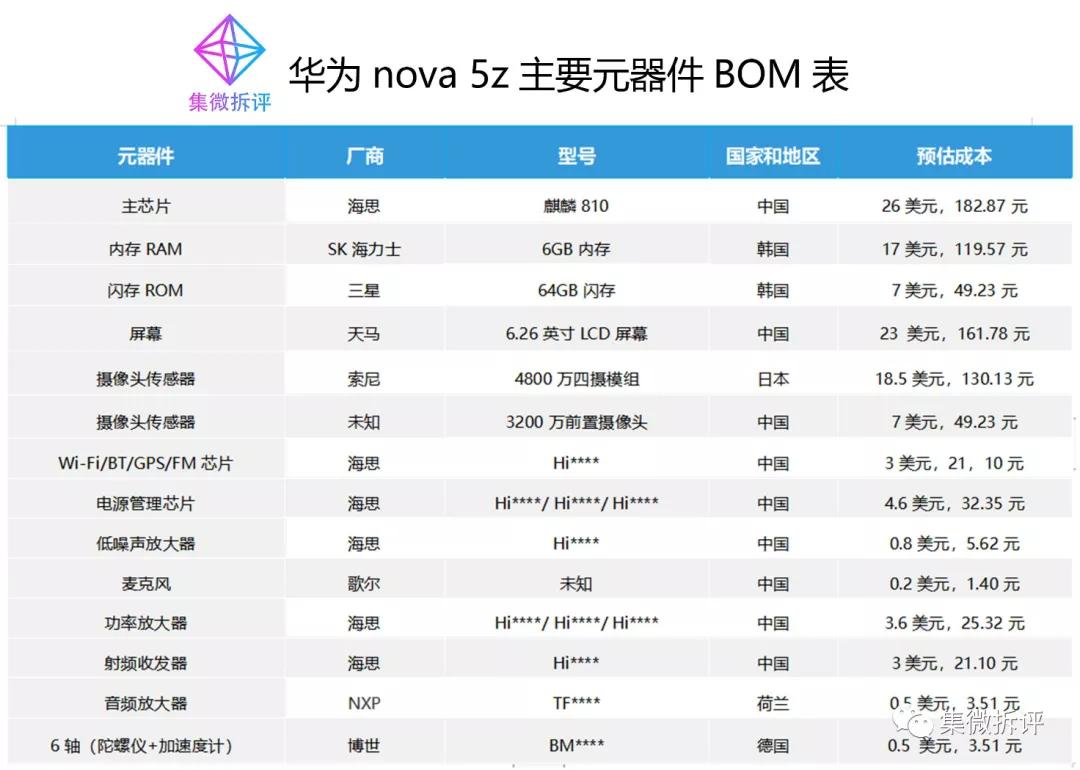 集微拆评
华为 nova 5z 主要元器件 BOM 表
元器件 厂商 型号 国家和地区 预估成本
主芯片 海思 麒麟 810 中国 26 美元，182.87 元
内存 RAM SK 海力士 6GB 内存 韩国 17 美元，119.57 元
闪存 ROM 三星 64GB 闪存 韩国 7 美元，49.23 元
屏幕 天马 6.26 英寸 LCD 屏幕 中国 23 美元，161.78 元
摄像头传感器 索尼 4800 万四摄模组 日本 18.5 美元，130.13 元
摄像头传感器 未知 3200 万前置摄像头 中国 7 美元，49.23 元
Wi-Fi/BT/GPS/FM 芯片 海思 Hi**** 中国 3 美元，21，10 元
电源管理芯片 海思 Hi****/ Hi****/ Hi**** 中国 4.6 美元，32.35 元
低噪声放大器 海思 Hi**** 中国 0.8 美元，5.62 元
麦克风 歌尔 未知 中国 0.2 美元，1.40 元
功率放大器 海思 Hi****/ Hi****/ Hi**** 中国 3.6 美元，25.32 元
射频收发器 海思 Hi**** 中国 3 美元，21.10 元
音频放大器 NXP TF**** 荷兰 0.5 美元，3.51 元
集微拆评
6 轴（陀螺仪+加速度计） 博世 BM**** 德国 0.5 美元，3.51 元